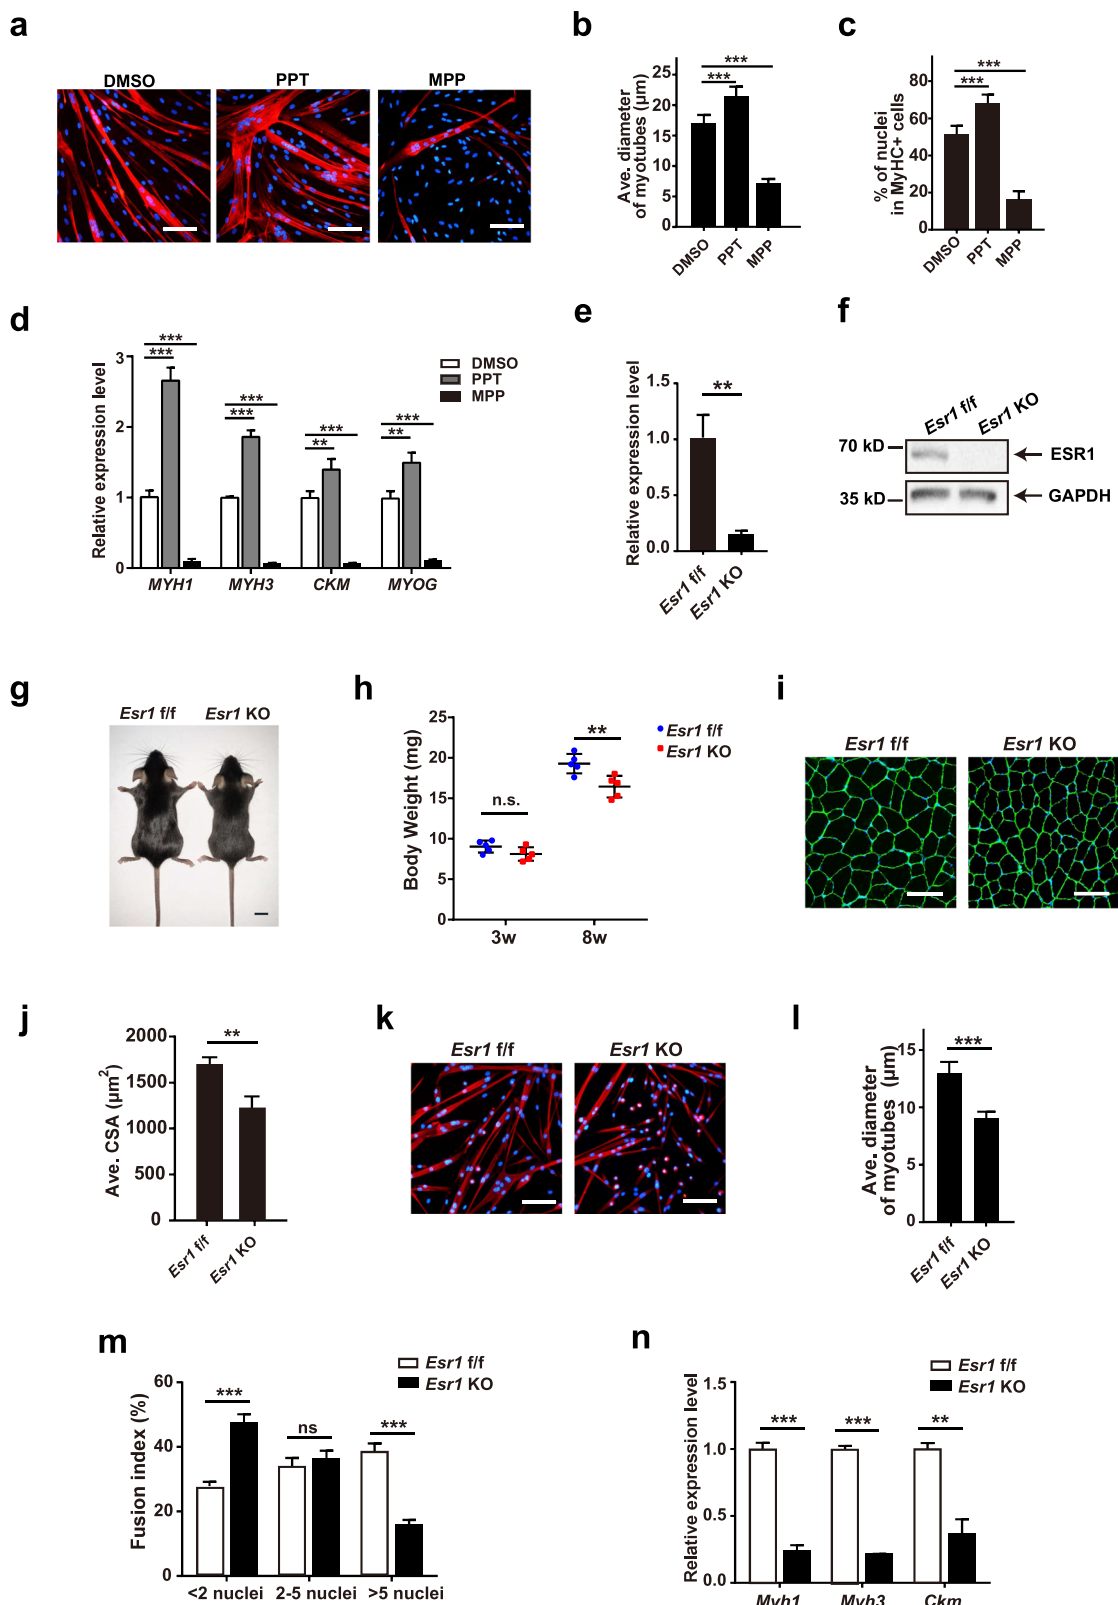 a
DMSO
PPT
MPP
b
Ave. diameter
of myotubes (µm)
25
20
15
10
5
0
***
***
DMSO
PPT
MPP
c
% of nuclei
in MyHC+ cells
80
60
40
20
0
***
***
DMSO
PPT
MPP
d
Relative expression level
3
2
1
0
***
***
***
***
***
**
***
**
DMSO
PPT
MPP
MYH1
MYH3
CKM
MYOG
e
Relative expression level
1.5
1.0
0.5
0.0
**
Esr1 f/f
Esr1 KO
f
Esr1 f/f
Esr1 KO
70 kD
ESR1
35 kD
GAPDH
g
Esr1 f/f
Esr1 KO
h
Body Weight (mg)
25
20
15
10
5
0
n.s.
**
Esr1 f/f
Esr1 KO
3w
8w
i
Esr1 f/f
Esr1 KO
j
Ave. CSA (µm²)
2000
1500
1000
500
0
**
Esr1 f/f
Esr1 KO
k
Esr1 f/f
Esr1 KO
l
Ave. diameter
of myotubes (µm)
15
10
5
0
***
Esr1 f/f
Esr1 KO
m
Fusion index (%)
60
40
20
0
***
ns
***
Esr1 f/f
Esr1 KO
<2 nuclei
2-5 nuclei
>5 nuclei
n
Relative expression level
1.5
1.0
0.5
0.0
***
***
**
Esr1 f/f
Esr1 KO
Myh1
Myh3
Ckm